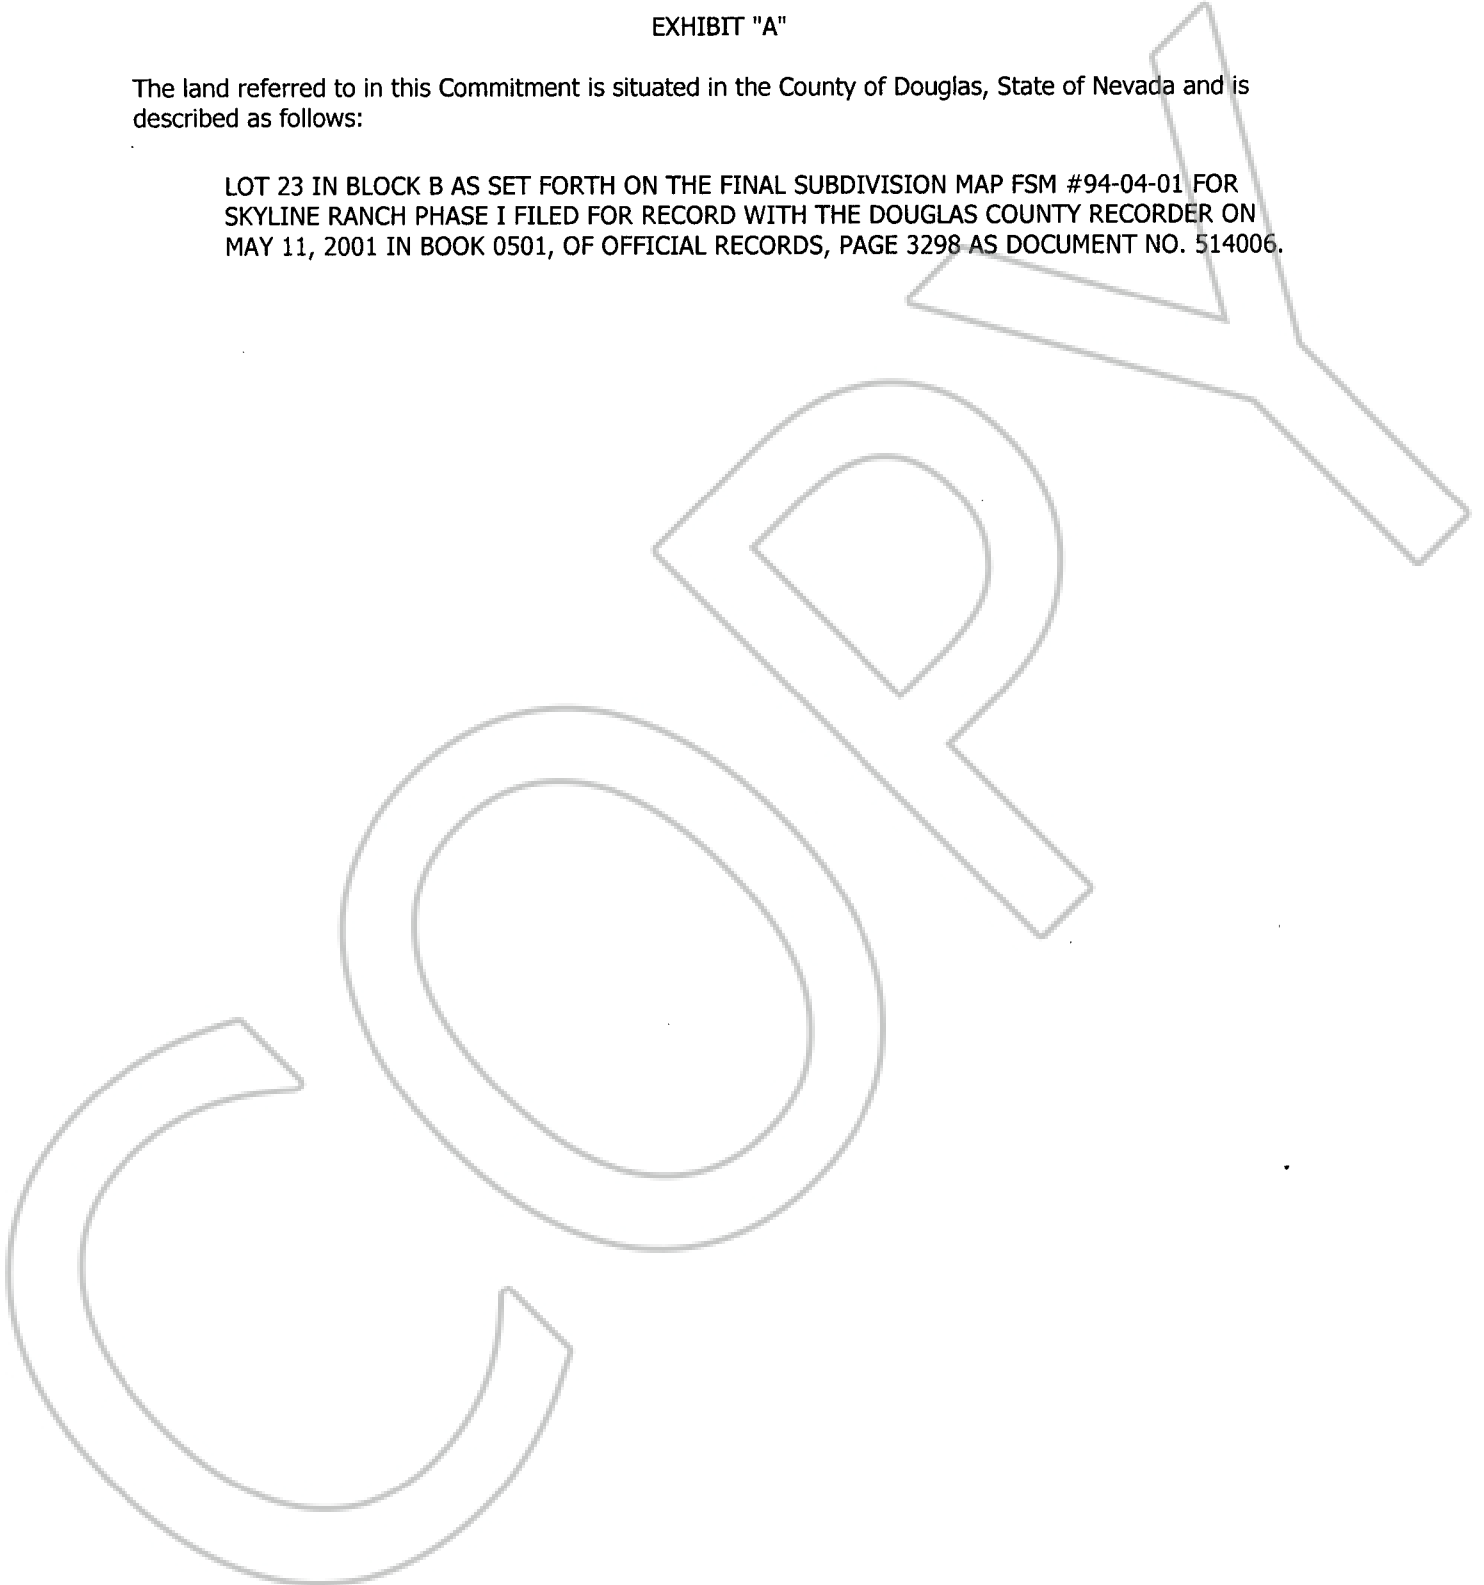 EXHIBIT "A"
The land referred to in this Commitment is situated in the County of Douglas, State of Nevada and is
described as follows:
LOT 23 IN BLOCK B AS SET FORTH ON THE FINAL SUBDIVISION MAP FSM #94-04-01 FOR
SKYLINE RANCH PHASE I FILED FOR RECORD WITH THE DOUGLAS COUNTY RECORDER ON
MAY 11, 2001 IN BOOK 0501, OF OFFICIAL RECORDS, PAGE 3298 AS DOCUMENT NO. 514006.
COPY